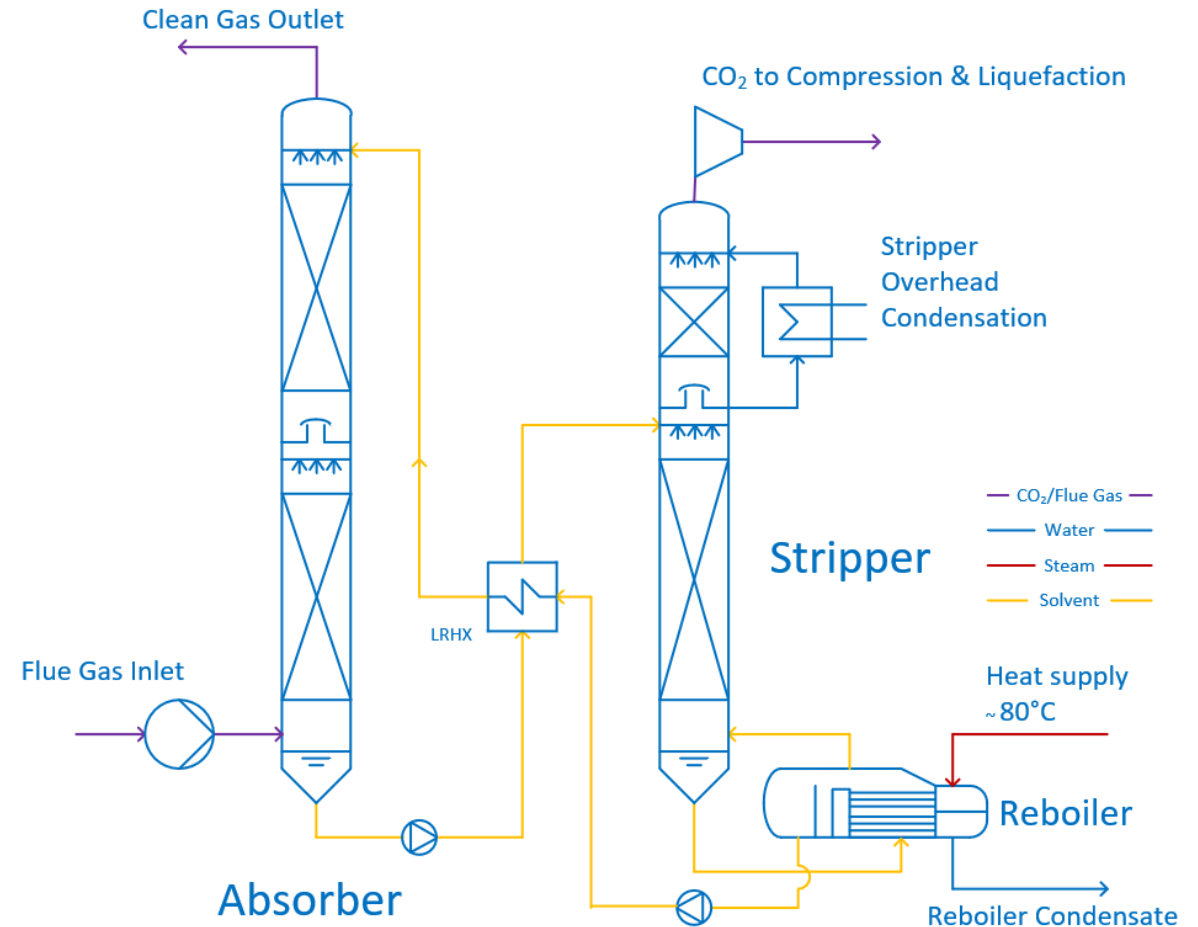 Clean Gas Outlet
CO₂ to Compression & Liquefaction
Stripper
Overhead
Condensation
CO₂/Flue Gas
Water
Steam
Solvent
Stripper
LRHX
Flue Gas Inlet
Heat supply
~80°C
Reboiler
Absorber
Reboiler Condensate